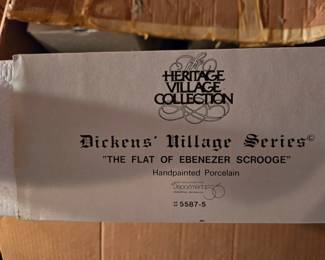 THE
HERITAGE
VILLAGE
COLLECTION
Dickens' Village Series©
"THE FLAT OF EBENEZER SCROOGE"
Handpainted Porcelain
Department 56
# 5587-5